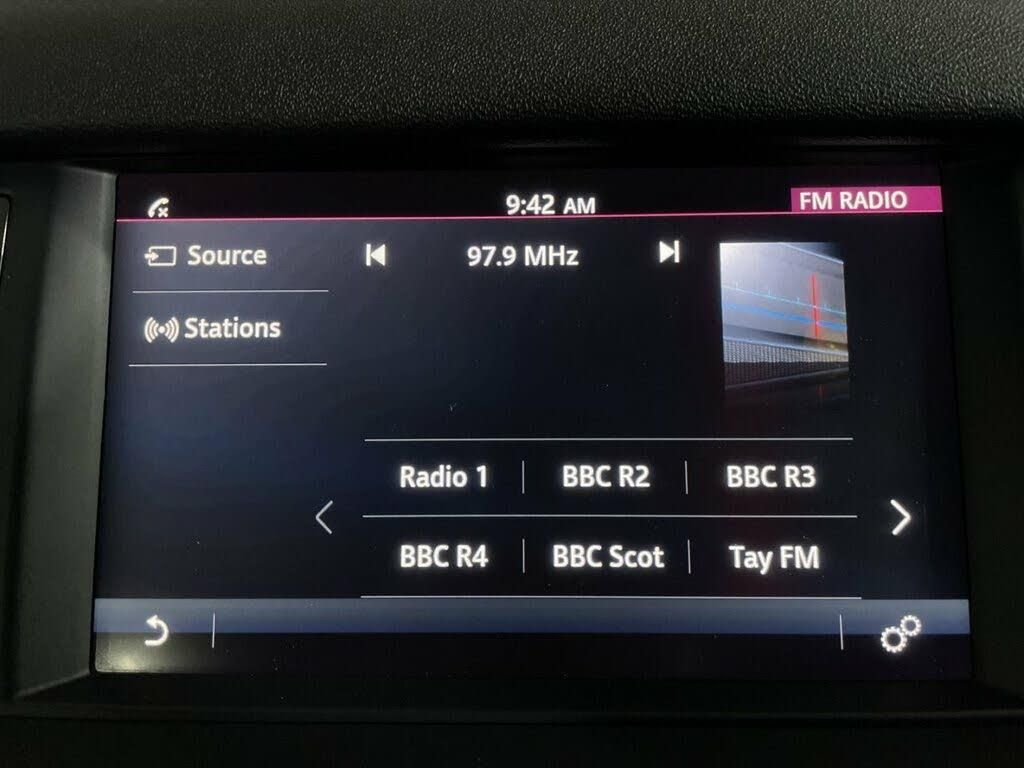 9:42 AM FM RADIO
Source 97.9 MHz
Stations
Radio 1 BBC R2 BBC R3
BBC R4 BBC Scot Tay FM